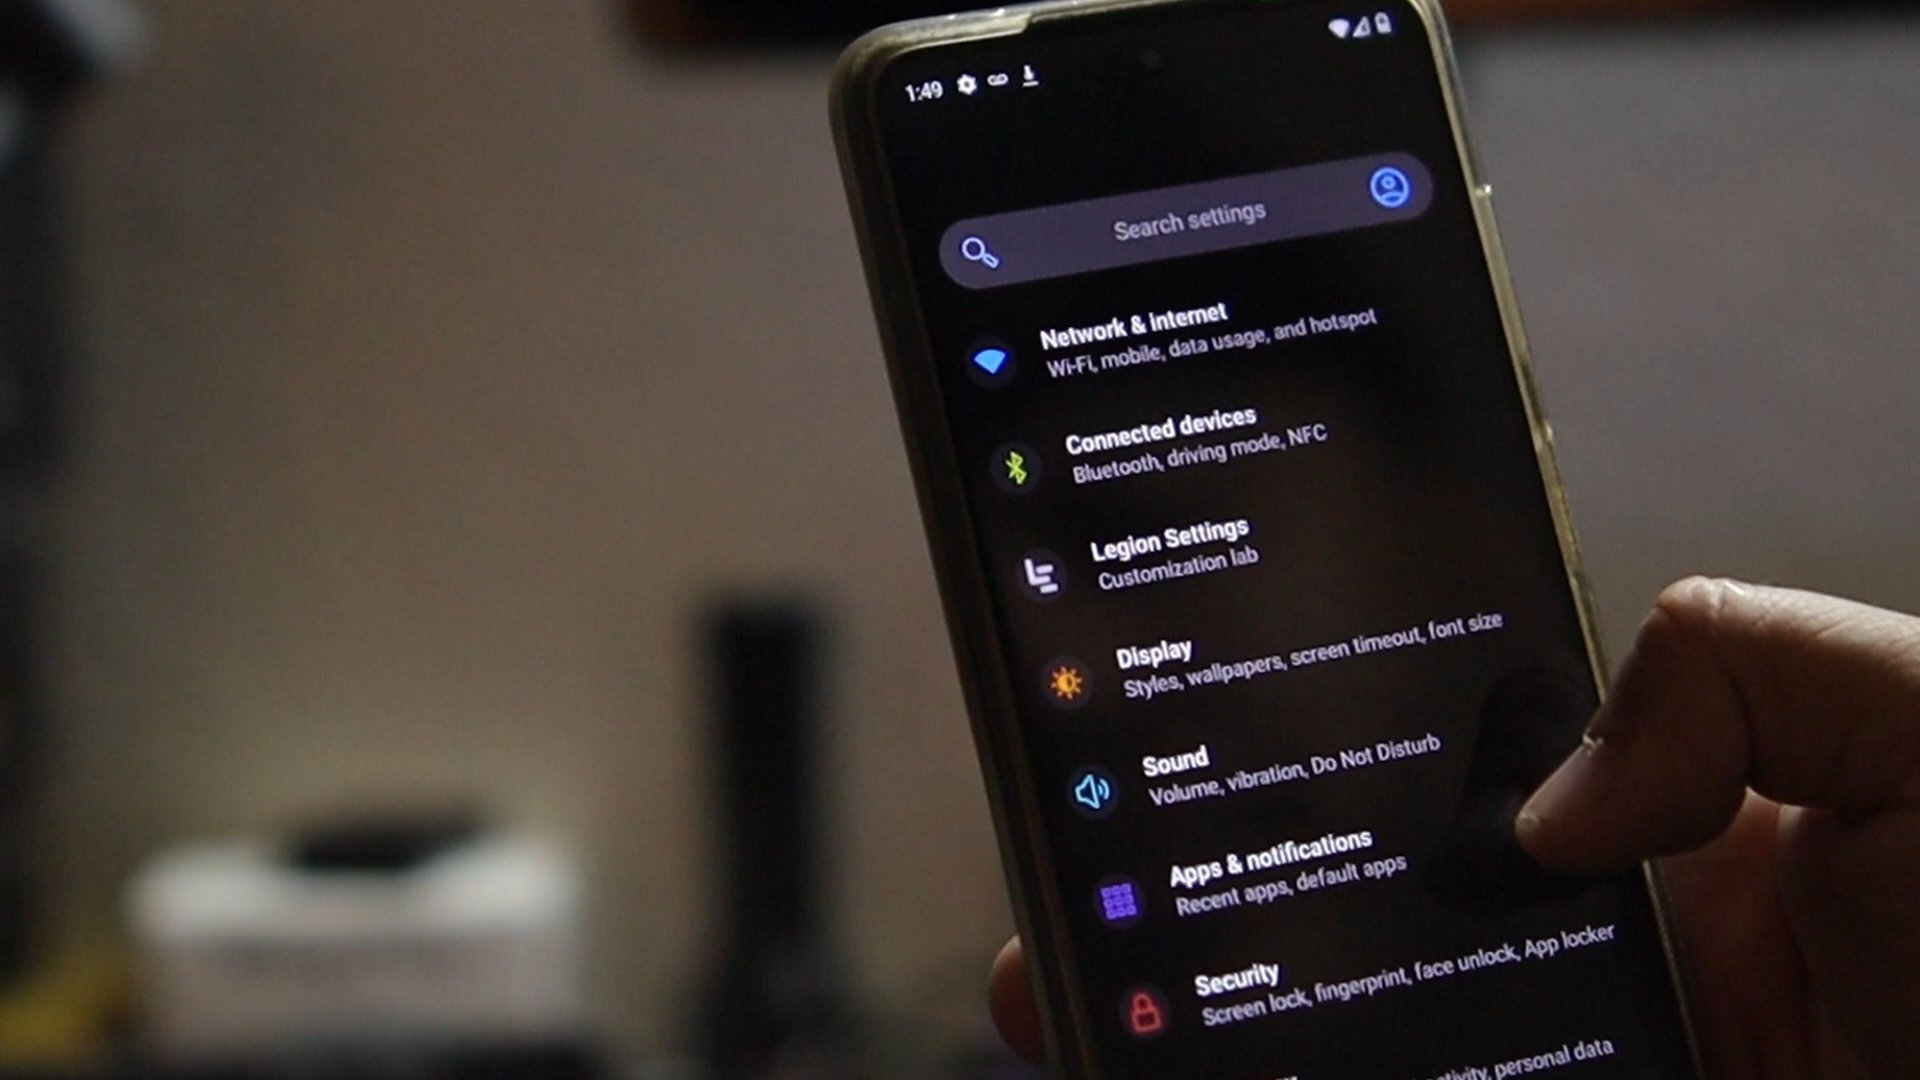 1:49
Search settings
Network & internet
Wi-Fi, mobile, data usage, and hotspot
Connected devices
Bluetooth, driving mode, NFC
Legion Settings
Customization lab
Display
Styles, wallpapers, screen timeout, font size
Sound
Volume, vibration, Do Not Disturb
Apps & notifications
Recent apps, default apps
Security
Screen lock, fingerprint, face unlock, App locker
personal data